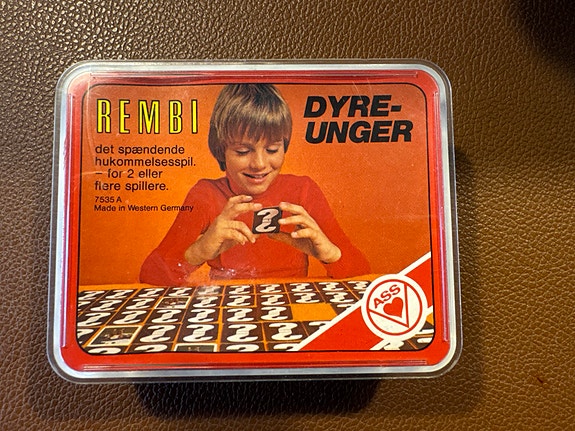 REMBI
det spændende
hukommelsesspil.
– for 2 eller
flere spillere.
7535 A
Made in Western Germany
DYRE-
UNGER
ASS